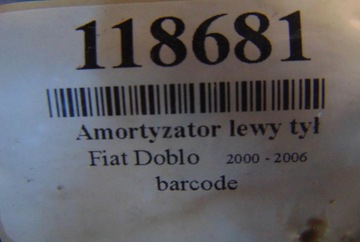 118681
Amortyzator lewy tył
Fiat Doblo 2000 - 2006
barcode